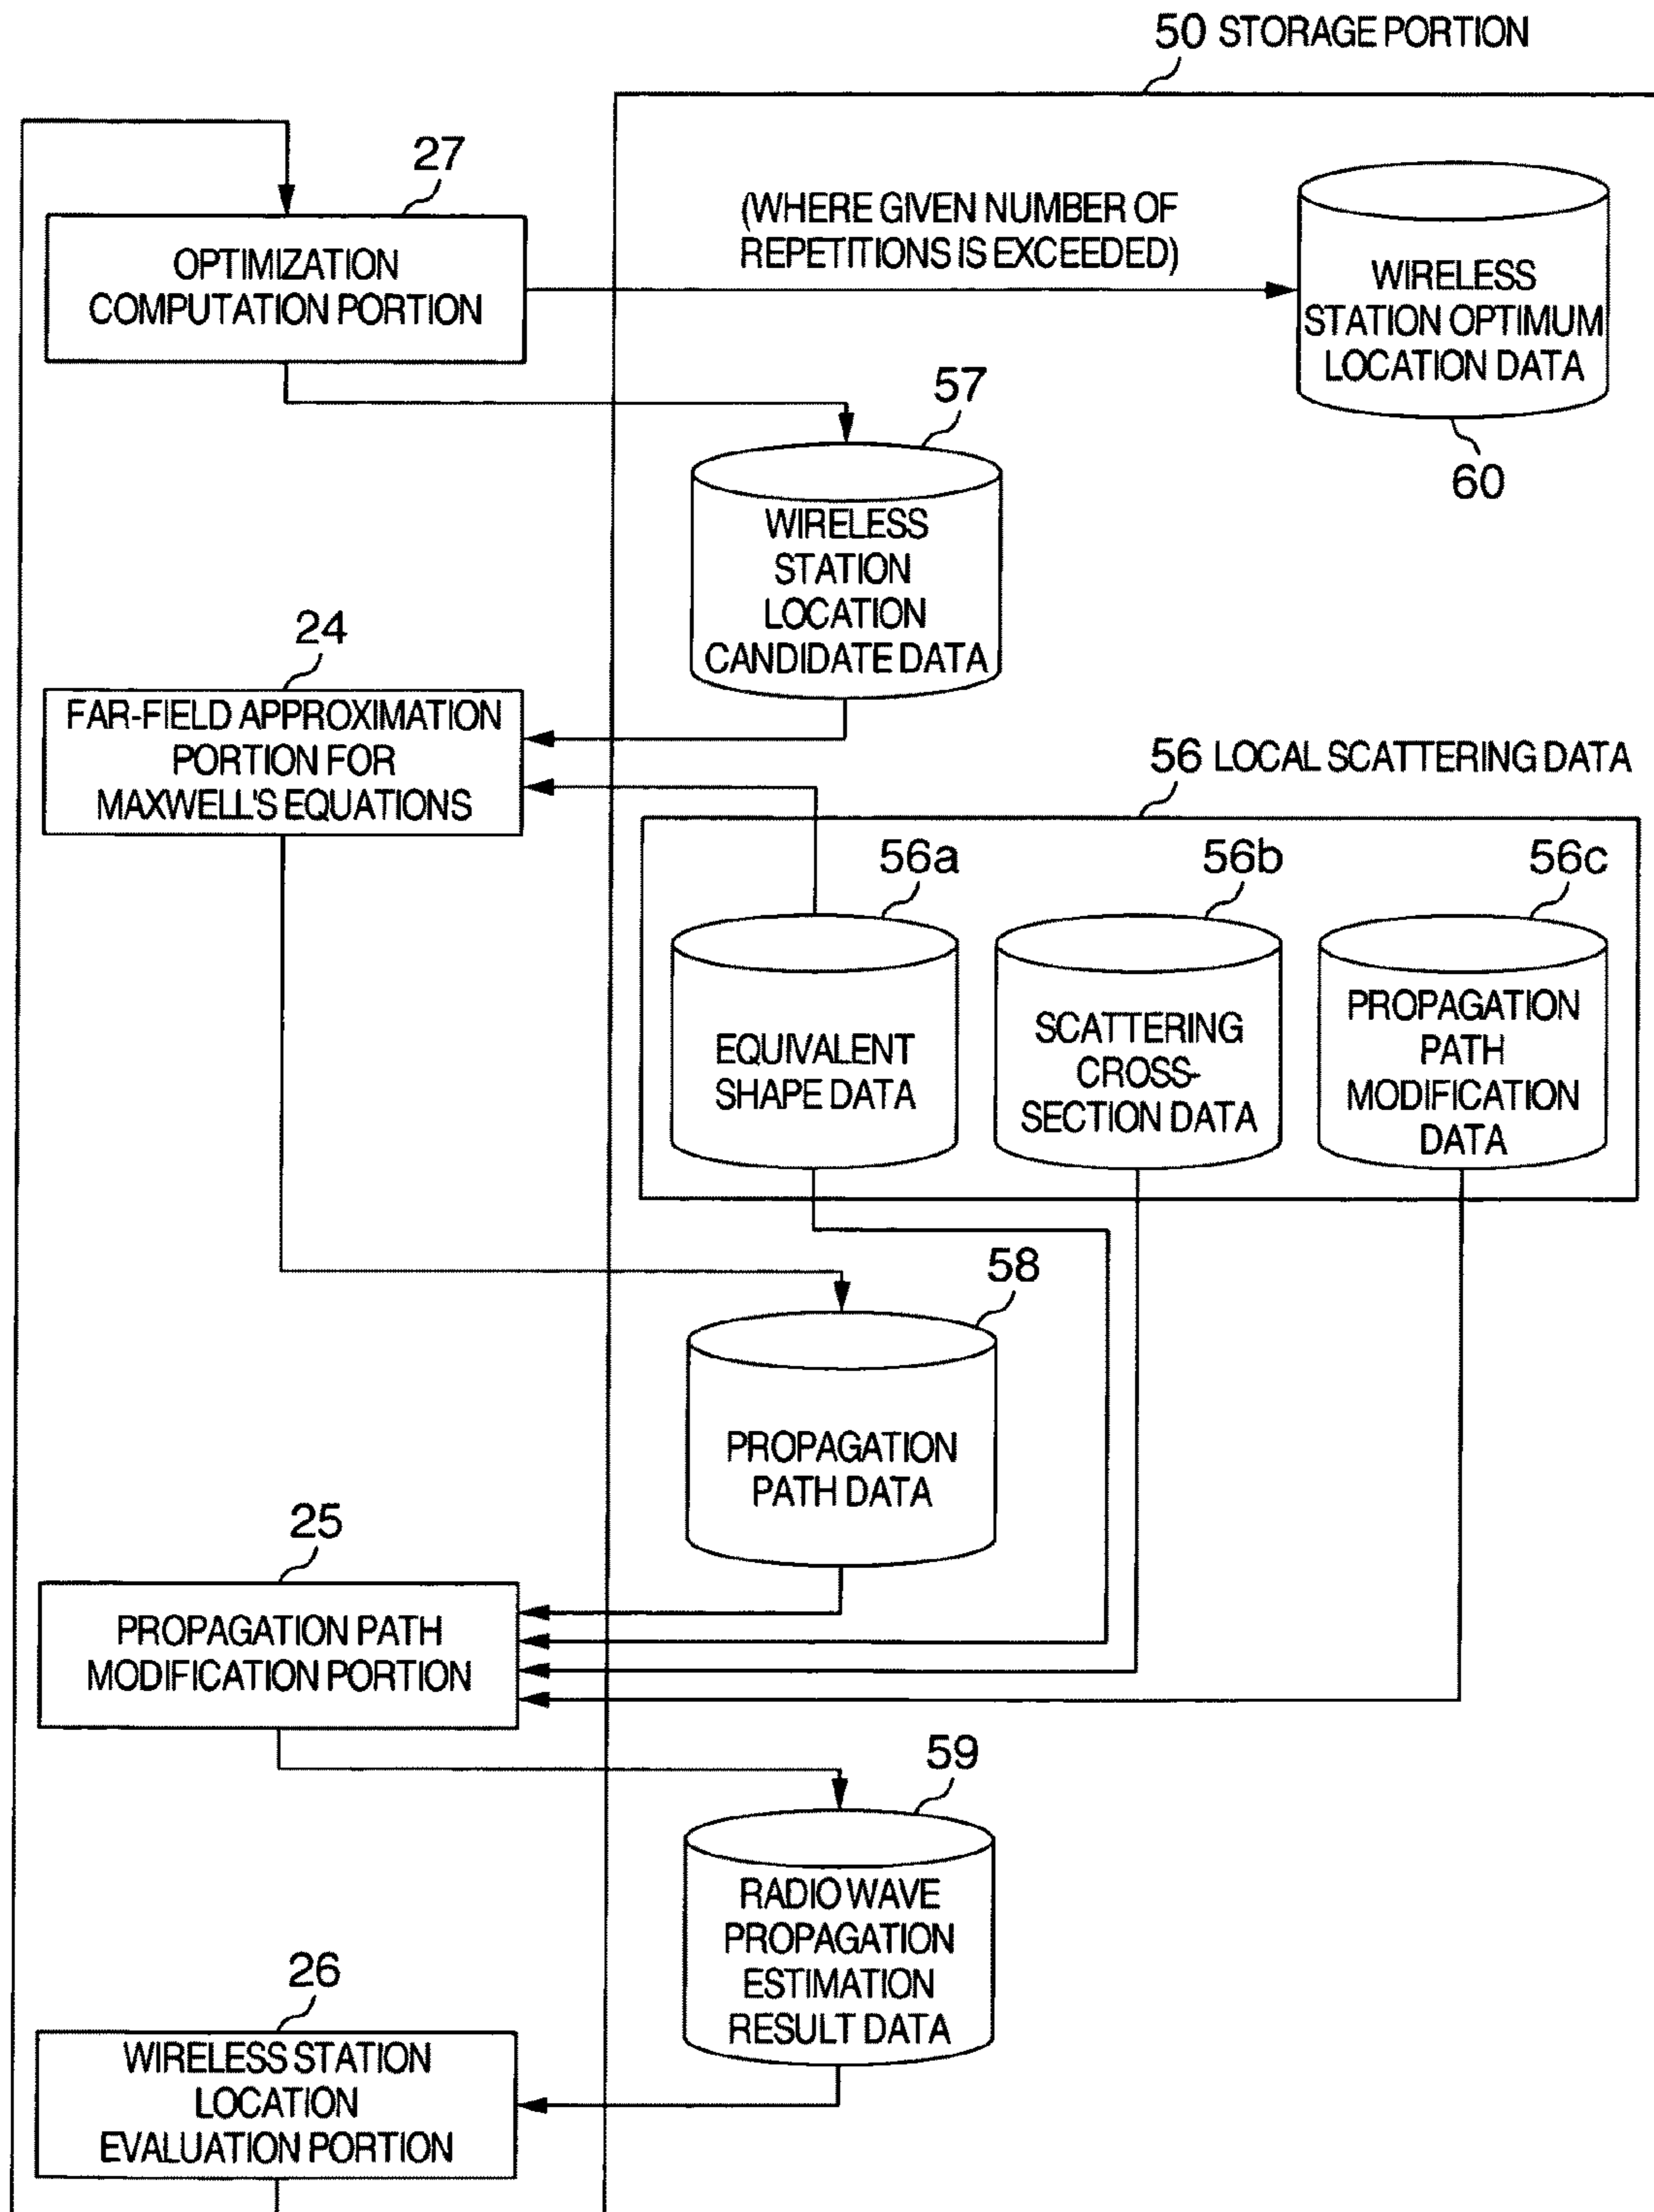 50 STORAGE PORTION
27
OPTIMIZATION
COMPUTATION PORTION
(WHERE GIVEN NUMBER OF
REPETITIONS IS EXCEEDED)
WIRELESS
STATION OPTIMUM
LOCATION DATA
60
57
WIRELESS
STATION
LOCATION
CANDIDATE DATA
24
FAR-FIELD APPROXIMATION
PORTION FOR
MAXWELL'S EQUATIONS
56 LOCAL SCATTERING DATA
56a
EQUIVALENT
SHAPE DATA
56b
SCATTERING
CROSS-
SECTION DATA
56c
PROPAGATION
PATH
MODIFICATION
DATA
58
PROPAGATION
PATH DATA
25
PROPAGATION PATH
MODIFICATION PORTION
59
RADIO WAVE
PROPAGATION
ESTIMATION
RESULT DATA
26
WIRELESS STATION
LOCATION
EVALUATION PORTION